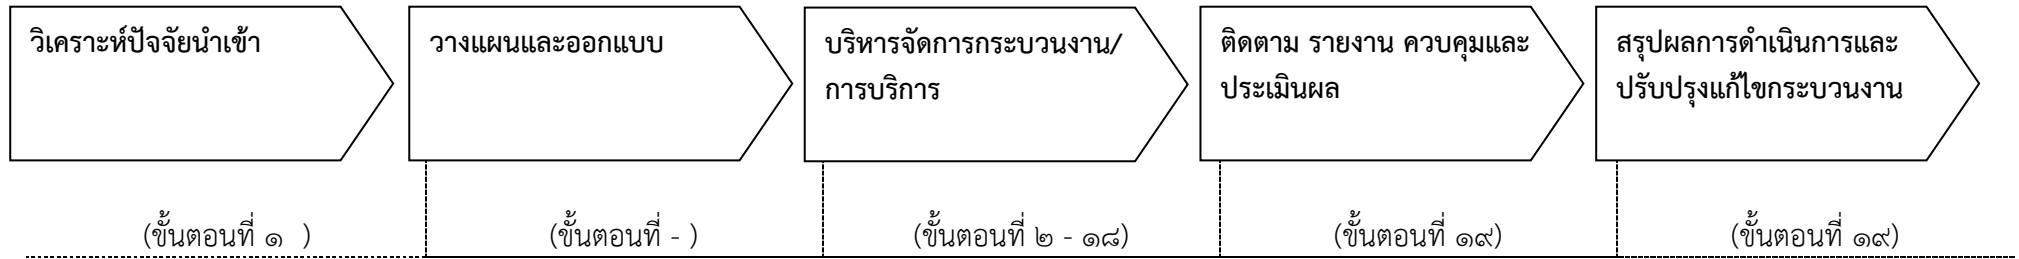 วิเคราะห์ปัจจัยนำเข้า
วางแผนและออกแบบ
บริหารจัดการกระบวนงาน/
การบริการ
ติดตาม รายงาน ควบคุมและ
ประเมินผล
สรุปผลการดำเนินการและ
ปรับปรุงแก้ไขกระบวนงาน
(ขั้นตอนที่ ๑ )
(ขั้นตอนที่ - )
(ขั้นตอนที่ ๒ - ๑๘)
(ขั้นตอนที่ ๑๙)
(ขั้นตอนที่ ๑๙)